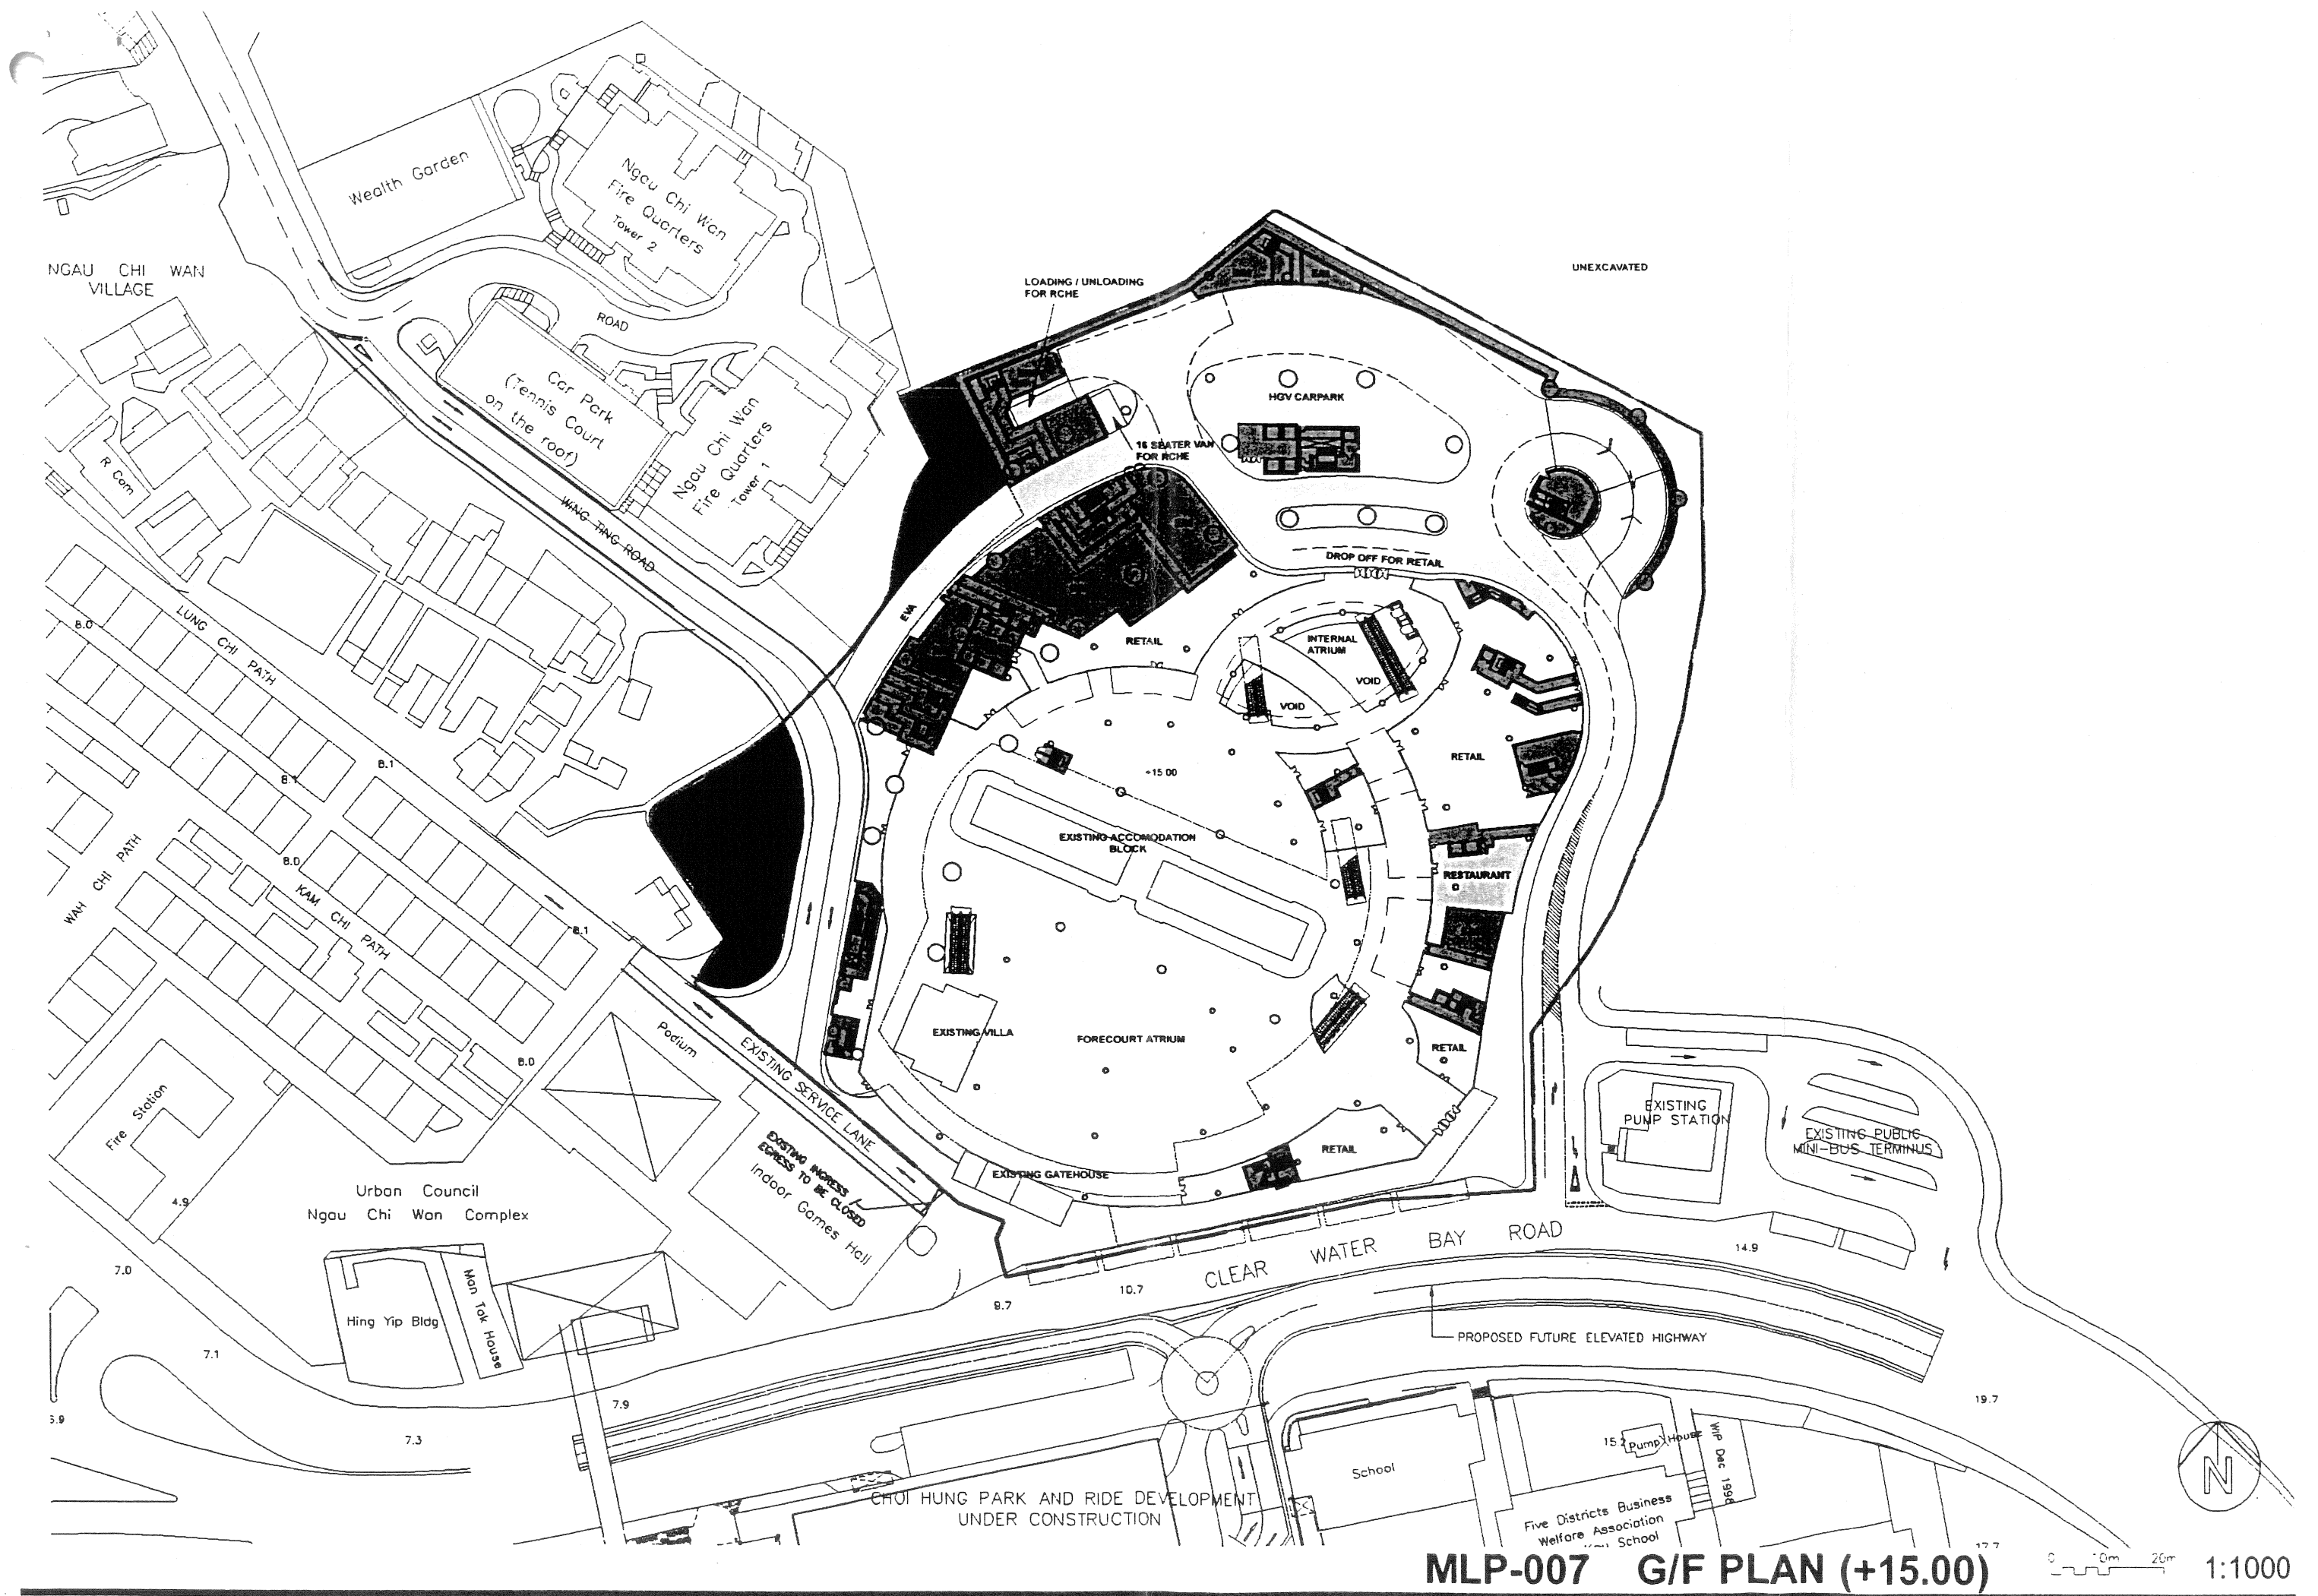 Wealth Garden
Ngau Chi Wan
Fire Quarters
Tower 2
NGAU CHI WAN
VILLAGE
ROAD
Car Park
(Tennis Court
on the roof)
Ngau Chi Wan
Fire Quarters
Tower 1
R Com
WING TING ROAD
LUNG CHI PATH
8.0
8.1
8.1
WAH CHI PATH
8.0
KAM CHI PATH
8.1
8.0
Fire Station
4.9
Podium
EXISTING SERVICE LANE
EXISTING INGRESS /
EGRESS TO BE CLOSED
Indoor Games Hall
Urban Council
Ngau Chi Wan Complex
Hing Yip Bldg
Man Tak House
7.0
7.1
7.3
7.9
9.7
10.7
LOADING / UNLOADING
FOR RCHE
UNEXCAVATED
HGV CARPARK
16 SEATER VAN
FOR RCHE
DROP OFF FOR RETAIL
EVA
RETAIL
INTERNAL
ATRIUM
VOID
VOID
RETAIL
+15.00
EXISTING ACCOMODATION
BLOCK
RESTAURANT
EXISTING VILLA
FORECOURT ATRIUM
RETAIL
RETAIL
EXISTING GATEHOUSE
EXISTING
PUMP STATION
EXISTING PUBLIC
MINI-BUS TERMINUS
CLEAR WATER BAY ROAD
14.9
PROPOSED FUTURE ELEVATED HIGHWAY
19.7
School
15.2
Pump House
WIP Dec 1998
Five Districts Business
Welfare Association
School
17.7
CHOI HUNG PARK AND RIDE DEVELOPMENT
UNDER CONSTRUCTION
N
MLP-007 G/F PLAN (+15.00)
0 10m 20m
1:1000